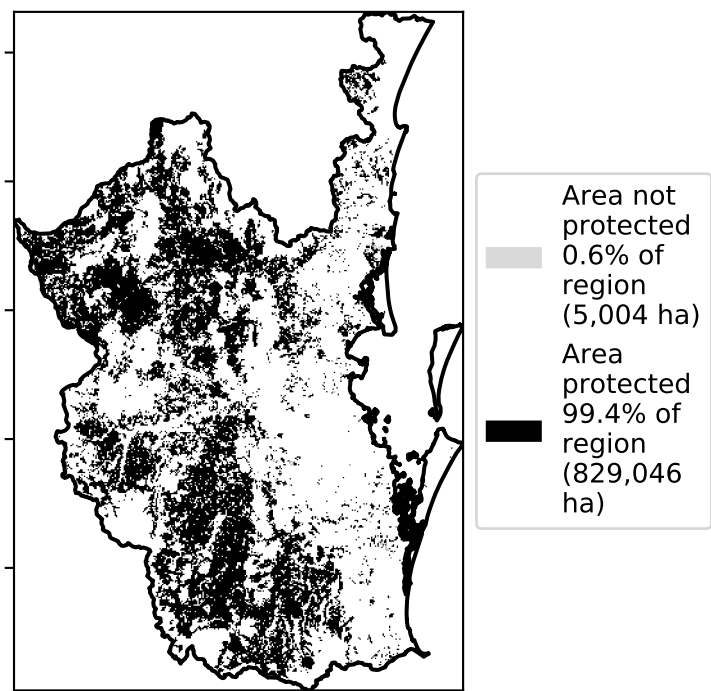 Area not
protected
0.6% of
region
(5,004 ha)
Area
protected
99.4% of
region
(829,046
ha)